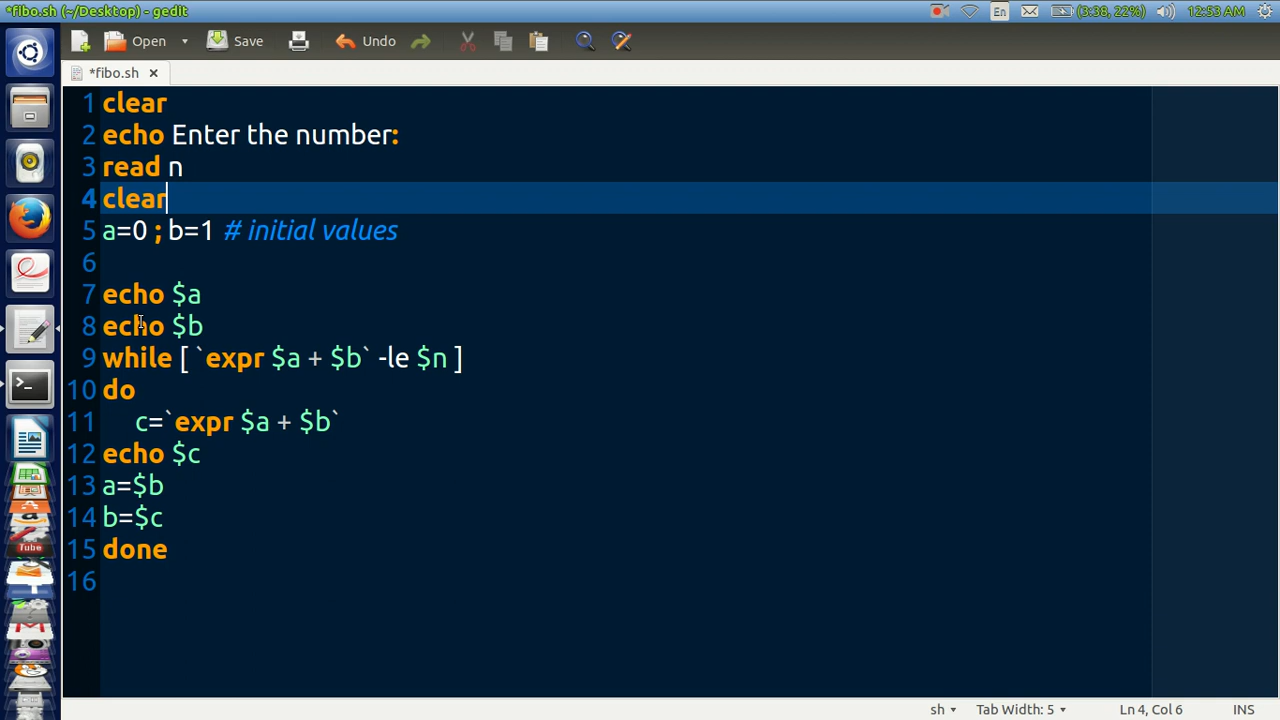 *fibo.sh (~/Desktop) - gedit
En (3:38, 22%) 12:53 AM
Open Save Undo
*fibo.sh
1 clear
2 echo Enter the number:
3 read n
4 clear
5 a=0 ; b=1 # initial values
6
7 echo $a
8 echo $b
9 while [ `expr $a + $b` -le $n ]
10 do
11 c=`expr $a + $b`
12 echo $c
13 a=$b
14 b=$c
15 done
16
a
Tube
sh Tab Width: 5 Ln 4, Col 6 INS